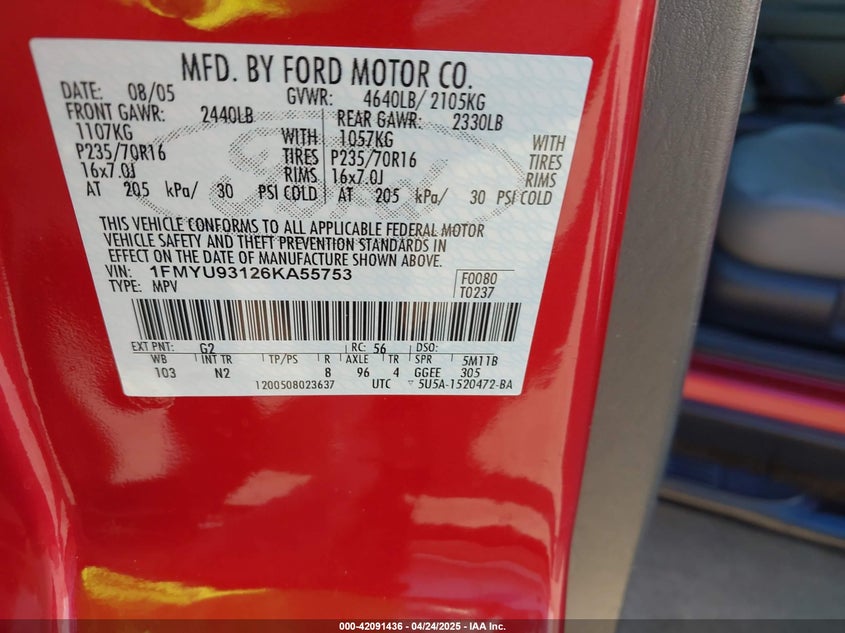 MFD. BY FORD MOTOR CO.
DATE: 08/05 GVWR: 4640LB/ 2105KG
FRONT GAWR: 2440LB REAR GAWR: 2330LB
1107KG WITH 1057KG WITH
P235/70R16 TIRES P235/70R16 TIRES
16x7.0J RIMS 16x7.0J RIMS
AT 205 kPa/ 30 PSI COLD AT 205 kPa/ 30 PSI COLD
THIS VEHICLE CONFORMS TO ALL APPLICABLE FEDERAL MOTOR
VEHICLE SAFETY AND THEFT PREVENTION STANDARDS IN
EFFECT ON THE DATE OF MANUFACTURE SHOWN ABOVE.
VIN: 1FMYU93126KA55753 F0080
TYPE: MPV T0237
EXT PNT: G2 RC: 56 DSO:
WB INT TR TP/PS R AXLE TR SPR 5M11B
103 N2 8 96 4 GGEE 305
1200508023637 UTC 5U5A-1520472-BA
Ford
000-42091436 - 04/24/2025 - IAA Inc.